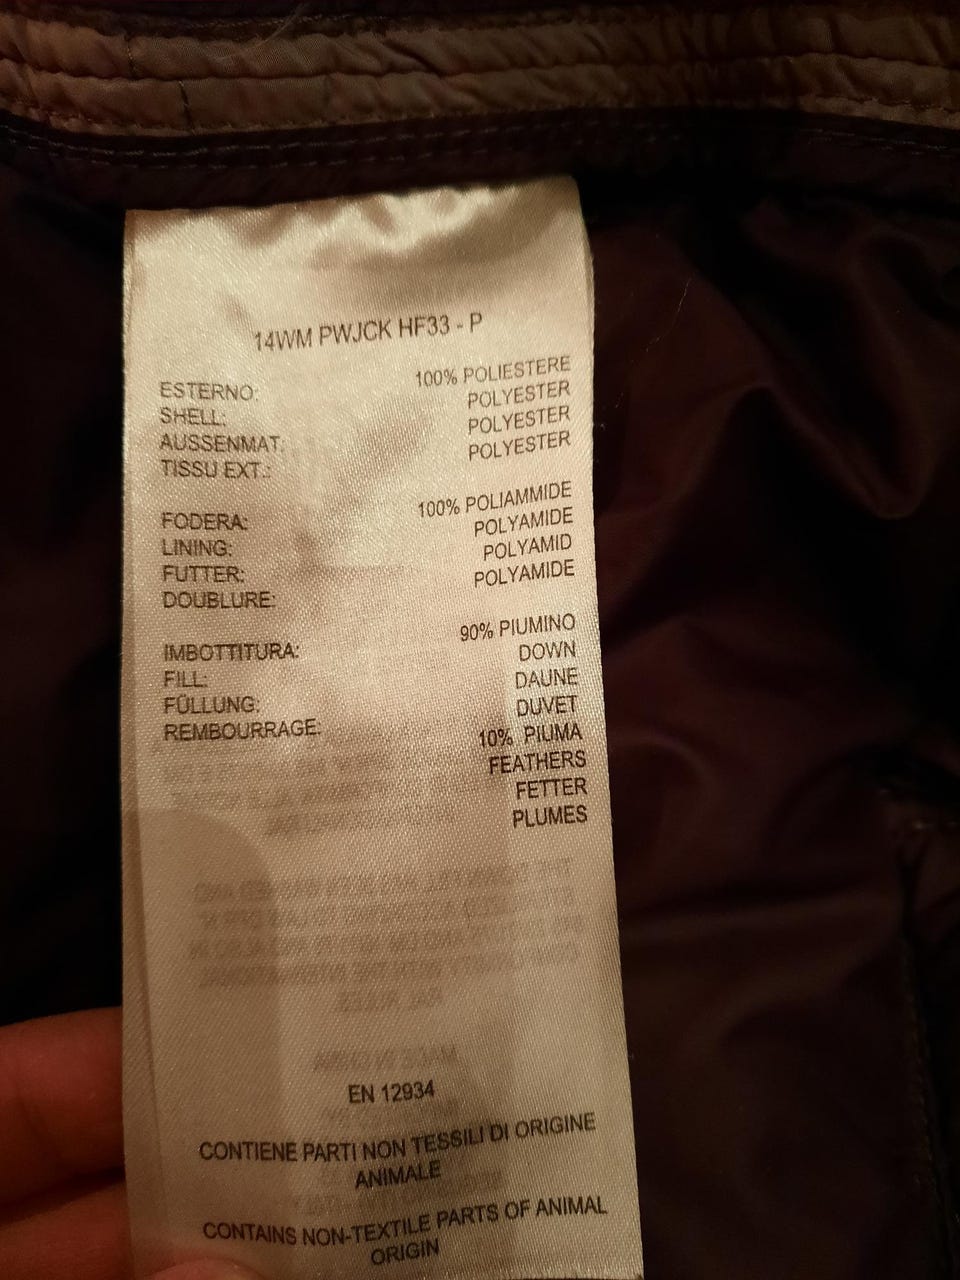 14WM PWJCK HF33 - P
ESTERNO: 100% POLIESTERE
SHELL: POLYESTER
AUSSENMAT: POLYESTER
TISSU EXT.: POLYESTER
FODERA: 100% POLIAMMIDE
LINING: POLYAMIDE
FUTTER: POLYAMID
DOUBLURE: POLYAMIDE
IMBOTTITURA: 90% PIUMINO
FILL: DOWN
FÜLLUNG: DAUNE
REMBOURRAGE: DUVET
10% PIUMA
FEATHERS
FETTER
PLUMES
EN 12934
CONTIENE PARTI NON TESSILI DI ORIGINE
ANIMALE
CONTAINS NON-TEXTILE PARTS OF ANIMAL
ORIGIN